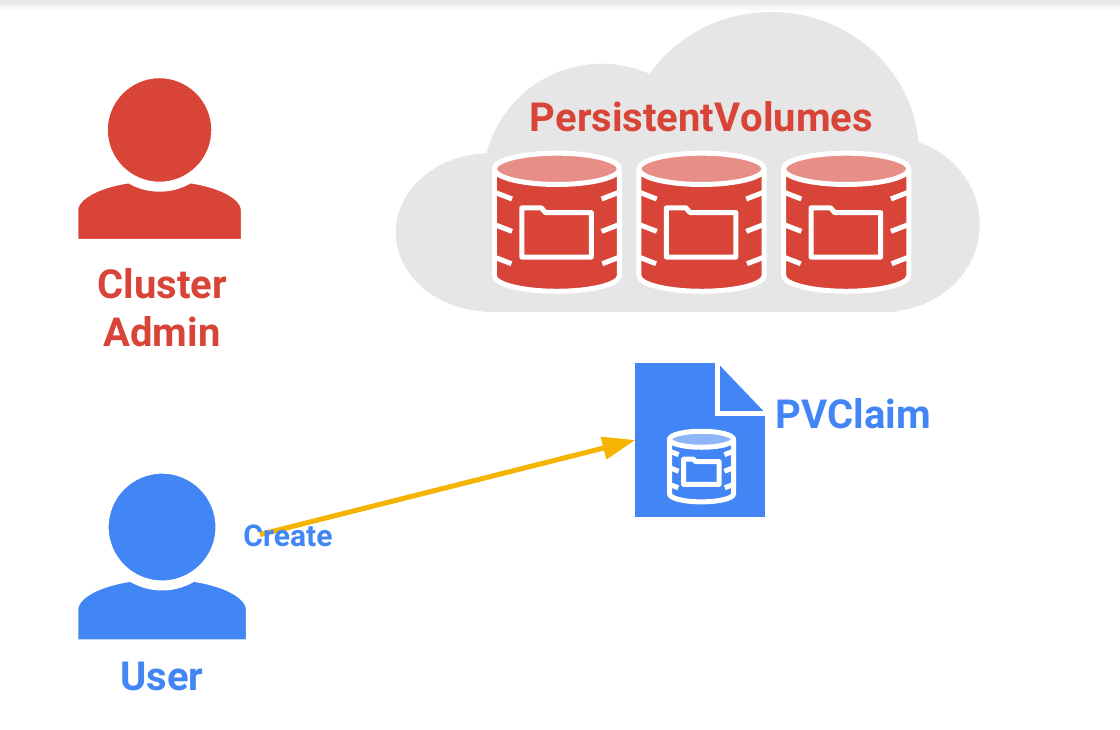 PersistentVolumes
Cluster
Admin
PVClaim
Create
User